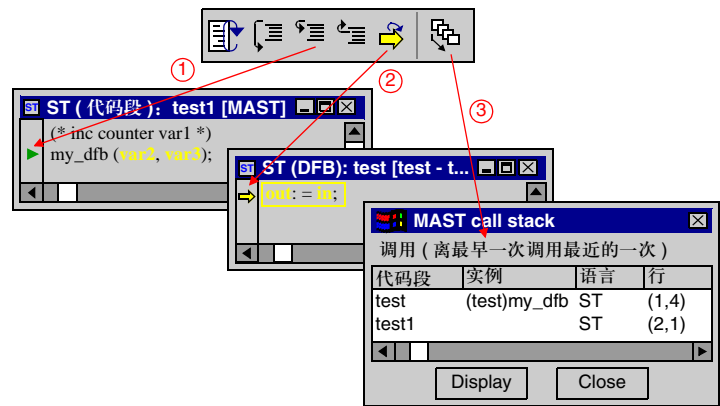 ①
②
③
ST ST ( 代码段 ): test1 [MAST]
(* inc counter var1 *)
my_dfb (var2, var3);
ST ST (DFB): test [test - t...
out: = in;
MAST call stack
调用 ( 离最早一次调用最近的一次 )
代码段 实例 语言 行
test (test)my_dfb ST (1,4)
test1 ST (2,1)
Display Close